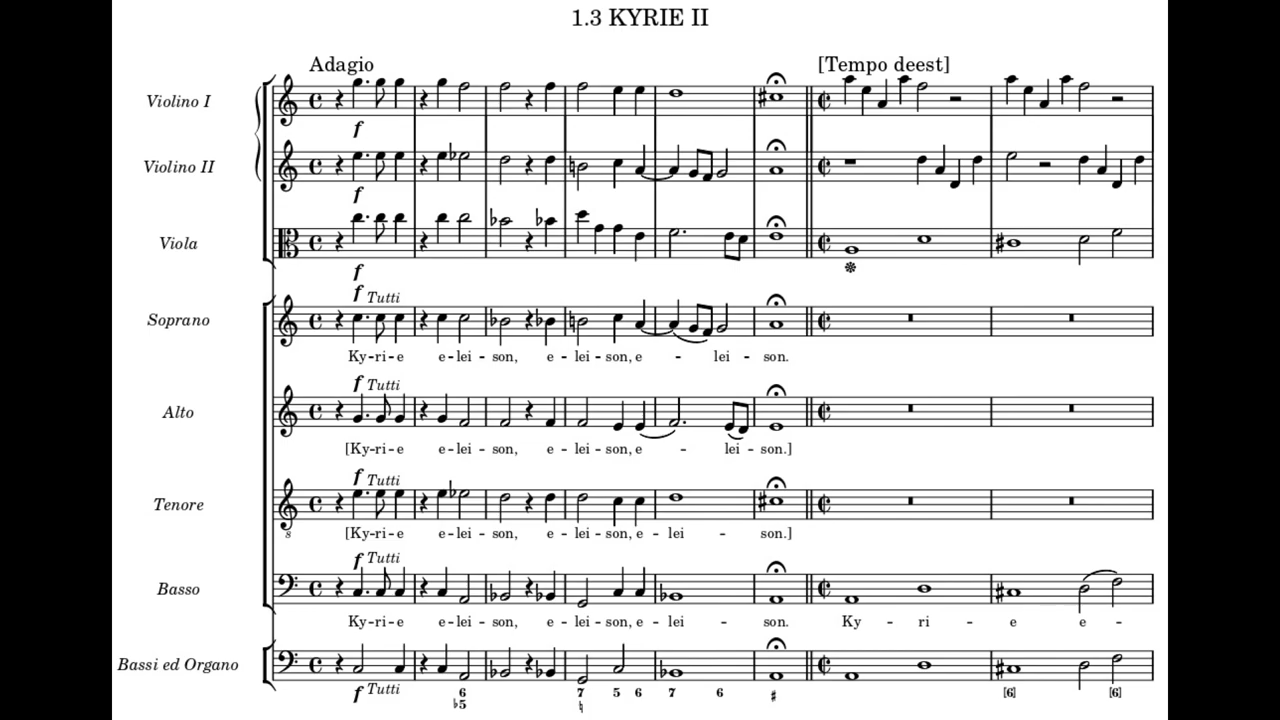 1.3 KYRIE II
Adagio
[Tempo deest]
Violino I
f
Violino II
f
Viola
f
f Tutti
Soprano
Ky-ri-e e-lei-son, e-lei-son, e - lei - son.
f Tutti
Alto
[Ky-ri-e e-lei-son, e-lei-son, e - lei - son.]
f Tutti
Tenore
8
[Ky-ri-e e-lei-son, e-lei-son, e - lei - son.]
f Tutti
Basso
Ky-ri-e e-lei-son, e-lei-son, e - lei - son. Ky - ri - e e -
Bassi ed Organo
f Tutti 6 7 5 6 7 6 ♯ [6] [6]
♭5 ♮